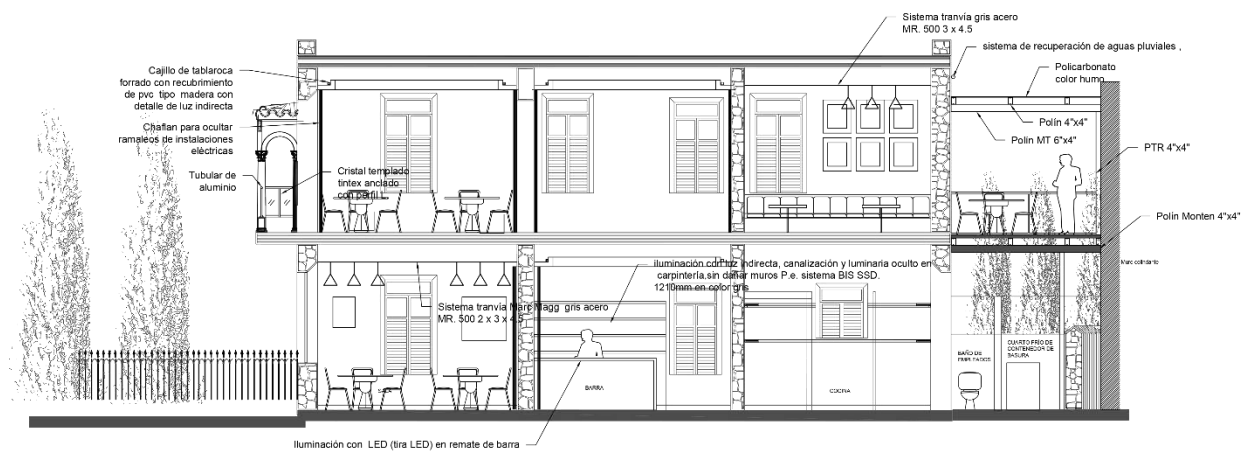 Sistema tranvía gris acero
MR. 500 3 x 4.5
sistema de recuperación de aguas pluviales ,
Policarbonato
color humo
Cajillo de tablaroca
forrado con recubrimiento
de pvc tipo madera con
detalle de luz indirecta
Chaflan para ocultar
ramaleos de instalaciones
eléctricas
Tubular de
aluminio
Cristal templado
tintex anclado
con perfil
Polín 4"x4"
Polín MT 6"x4"
PTR 4"x4"
Polín Monten 4"x4"
Muro colindante
iluminación con luz indirecta, canalización y luminaria oculto en
carpintería,sin dañar muros P.e. sistema BIS SSD.
1210mm en color gris
Sistema tranvía Marc Magg gris acero
MR. 500 2 x 3 x 4.5
SALA
BARRA
COCINA
BAÑO DE
EMPLEADOS
CUARTO FRÍO DE
CONTENEDOR DE
BASURA
Iluminación con LED (tira LED) en remate de barra